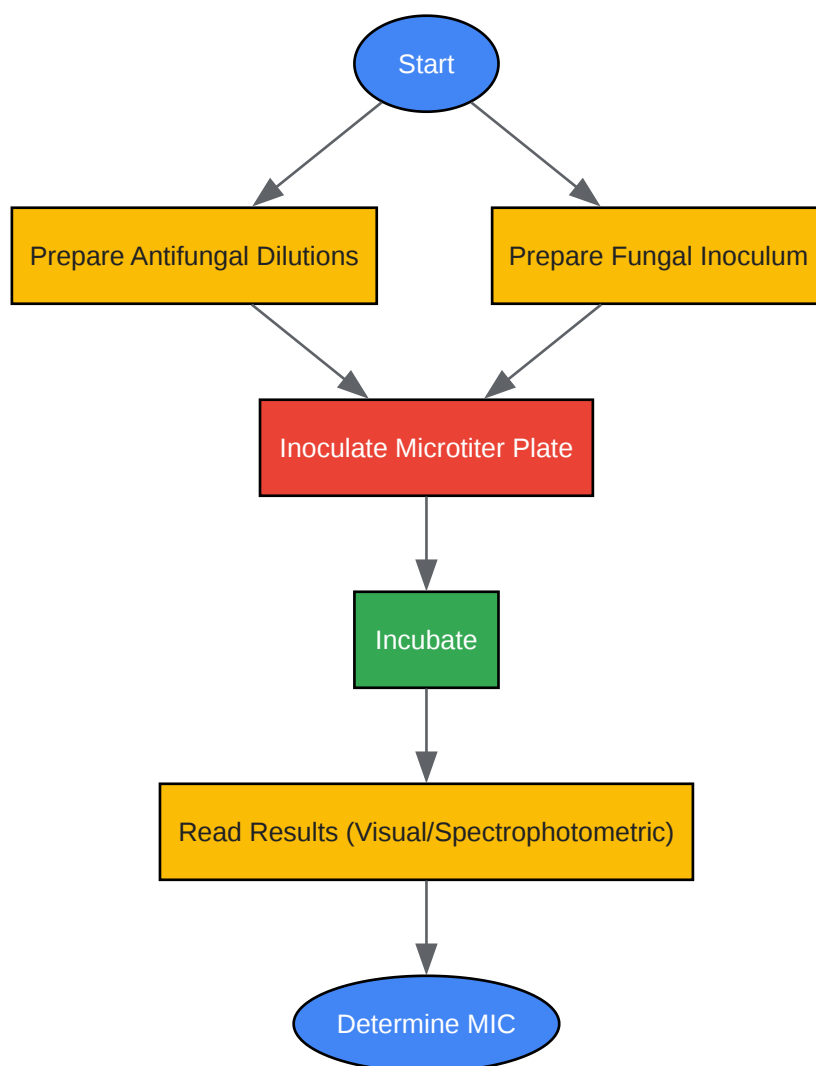 Start
Prepare Antifungal Dilutions
Prepare Fungal Inoculum
Inoculate Microtiter Plate
Incubate
Read Results (Visual/Spectrophotometric)
Determine MIC